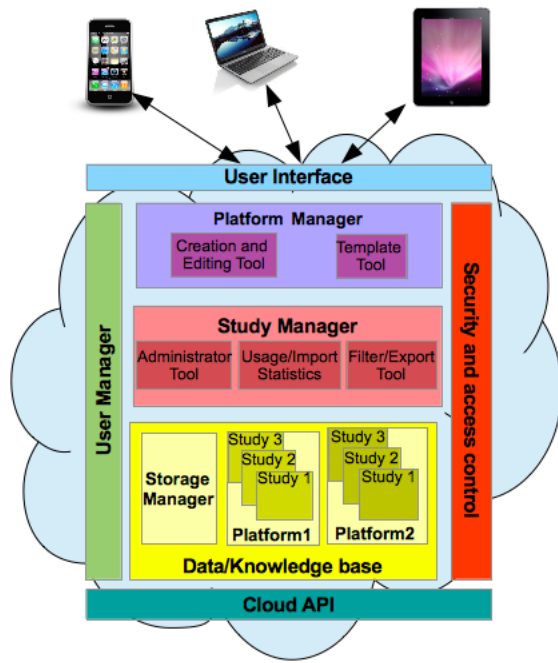 User Interface
Platform Manager
Creation and
Editing Tool
Template
Tool
User Manager
Security and access control
Study Manager
Administrator
Tool
Usage/Import
Statistics
Filter/Export
Tool
Storage
Manager
Study 3
Study 2
Study 1
Platform1
Study 3
Study 2
Study 1
Platform2
Data/Knowledge base
Cloud API